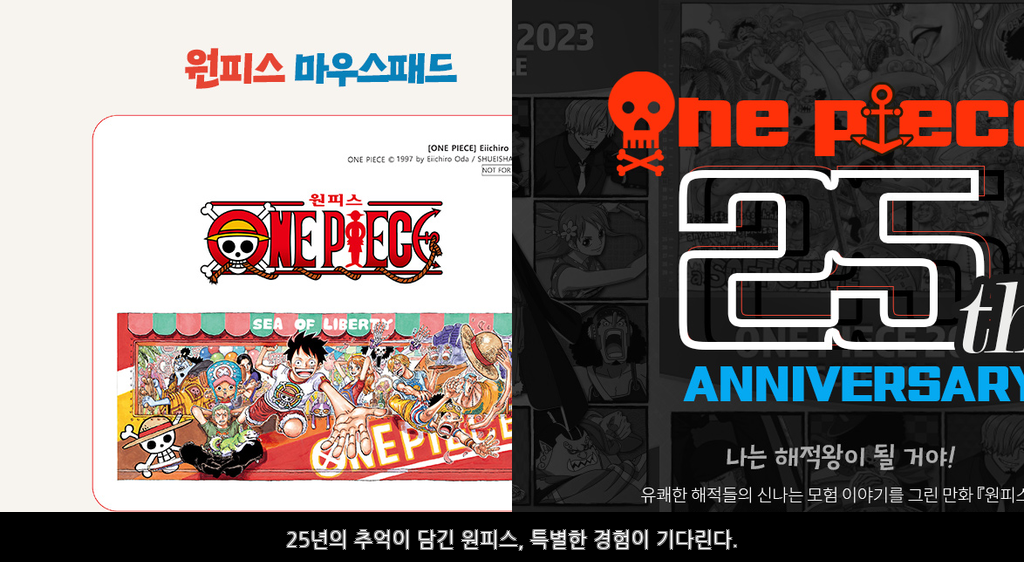 원피스 마우스패드
[ONE PIECE] Eiichiro
ONE PIECE © 1997 by Eiichiro Oda / SHUEISHA
NOT FOR
원피스
ONE PIECE
SEA OF LIBERTY
ONE PIECE
2023
One piece
25th
ANNIVERSARY
나는 해적왕이 될 거야!
유쾌한 해적들의 신나는 모험 이야기를 그린 만화 『원피스
25년의 추억이 담긴 원피스, 특별한 경험이 기다린다.